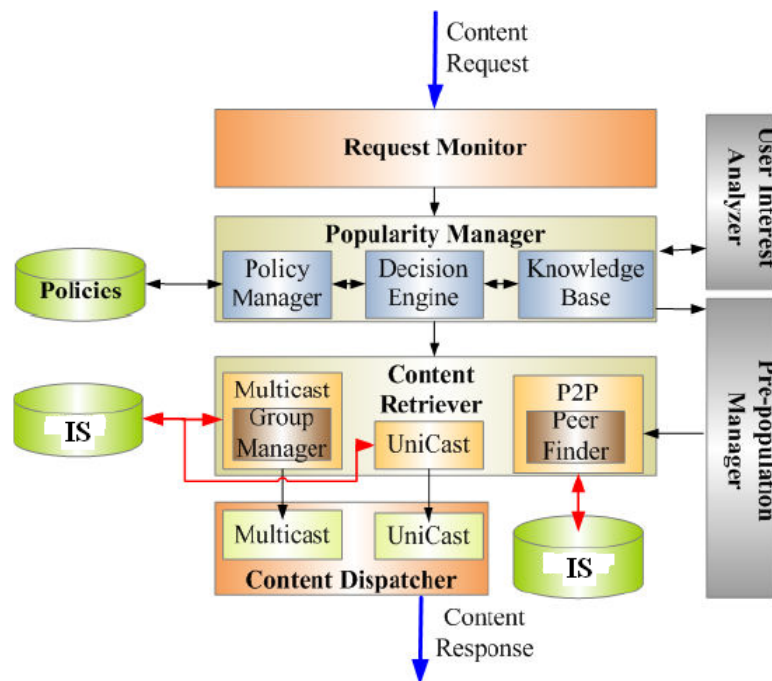 Content
Request
Request Monitor
User Interest
Analyzer
Popularity Manager
Policies
Policy
Manager
Decision
Engine
Knowledge
Base
Pre-population
Manager
Content
Retriever
Multicast
Group
Manager
UniCast
P2P
Peer
Finder
IS
Multicast
UniCast
Content Dispatcher
IS
Content
Response